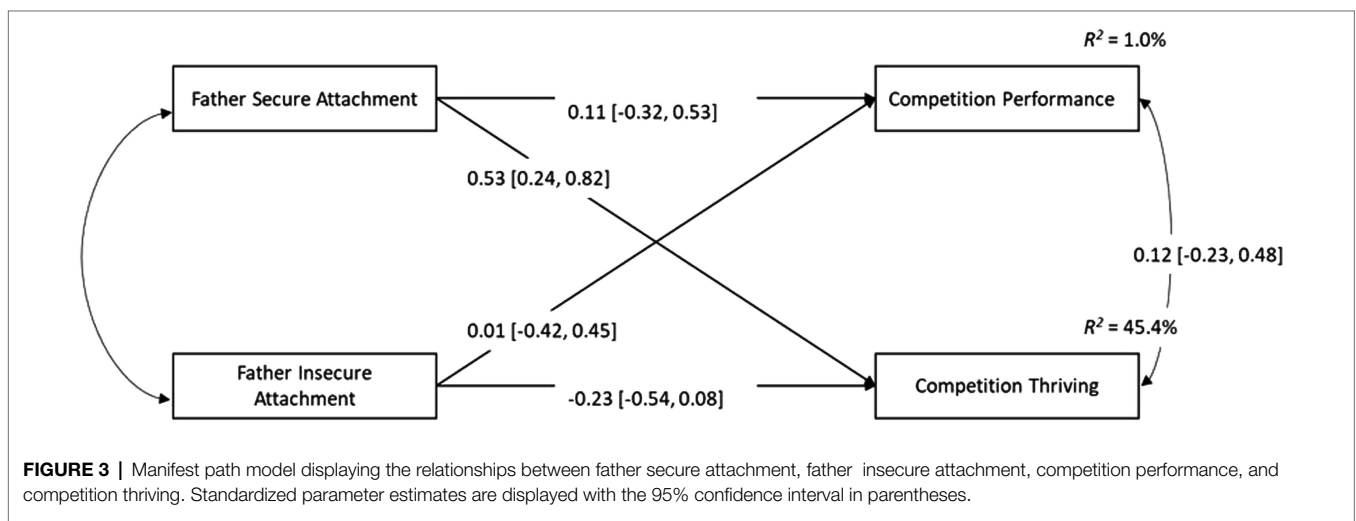 R² = 1.0%
Father Secure Attachment
Competition Performance
0.11 [-0.32, 0.53]
0.53 [0.24, 0.82]
0.12 [-0.23, 0.48]
0.01 [-0.42, 0.45]
R² = 45.4%
Father Insecure
Attachment
Competition Thriving
-0.23 [-0.54, 0.08]
FIGURE 3 | Manifest path model displaying the relationships between father secure attachment, father insecure attachment, competition performance, and
competition thriving. Standardized parameter estimates are displayed with the 95% confidence interval in parentheses.